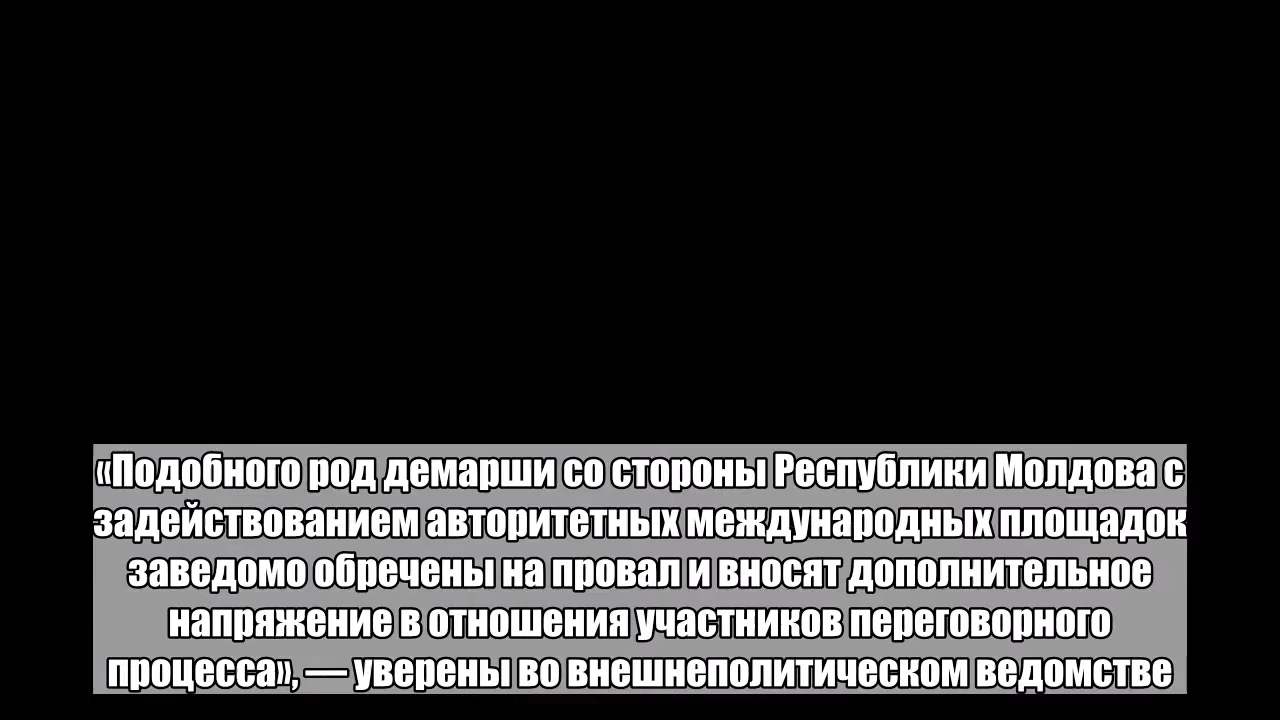 «Подобного род демарши со стороны Республики Молдова с
задействованием авторитетных международных площадок
заведомо обречены на провал и вносят дополнительное
напряжение в отношения участников переговорного
процесса», — уверены во внешнеполитическом ведомстве